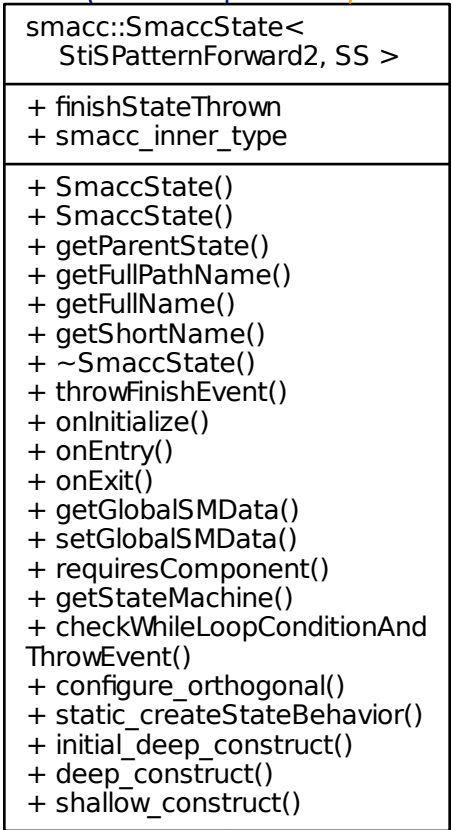 smacc::SmaccState<
StiSPatternForward2, SS >
+ finishStateThrown
+ smacc_inner_type
+ SmaccState()
+ SmaccState()
+ getParentState()
+ getFullPathName()
+ getFullName()
+ getShortName()
+ ~SmaccState()
+ throwFinishEvent()
+ onInitialize()
+ onEntry()
+ onExit()
+ getGlobalSMData()
+ setGlobalSMData()
+ requiresComponent()
+ getStateMachine()
+ checkWhileLoopConditionAnd
ThrowEvent()
+ configure_orthogonal()
+ static_createStateBehavior()
+ initial_deep_construct()
+ deep_construct()
+ shallow_construct()